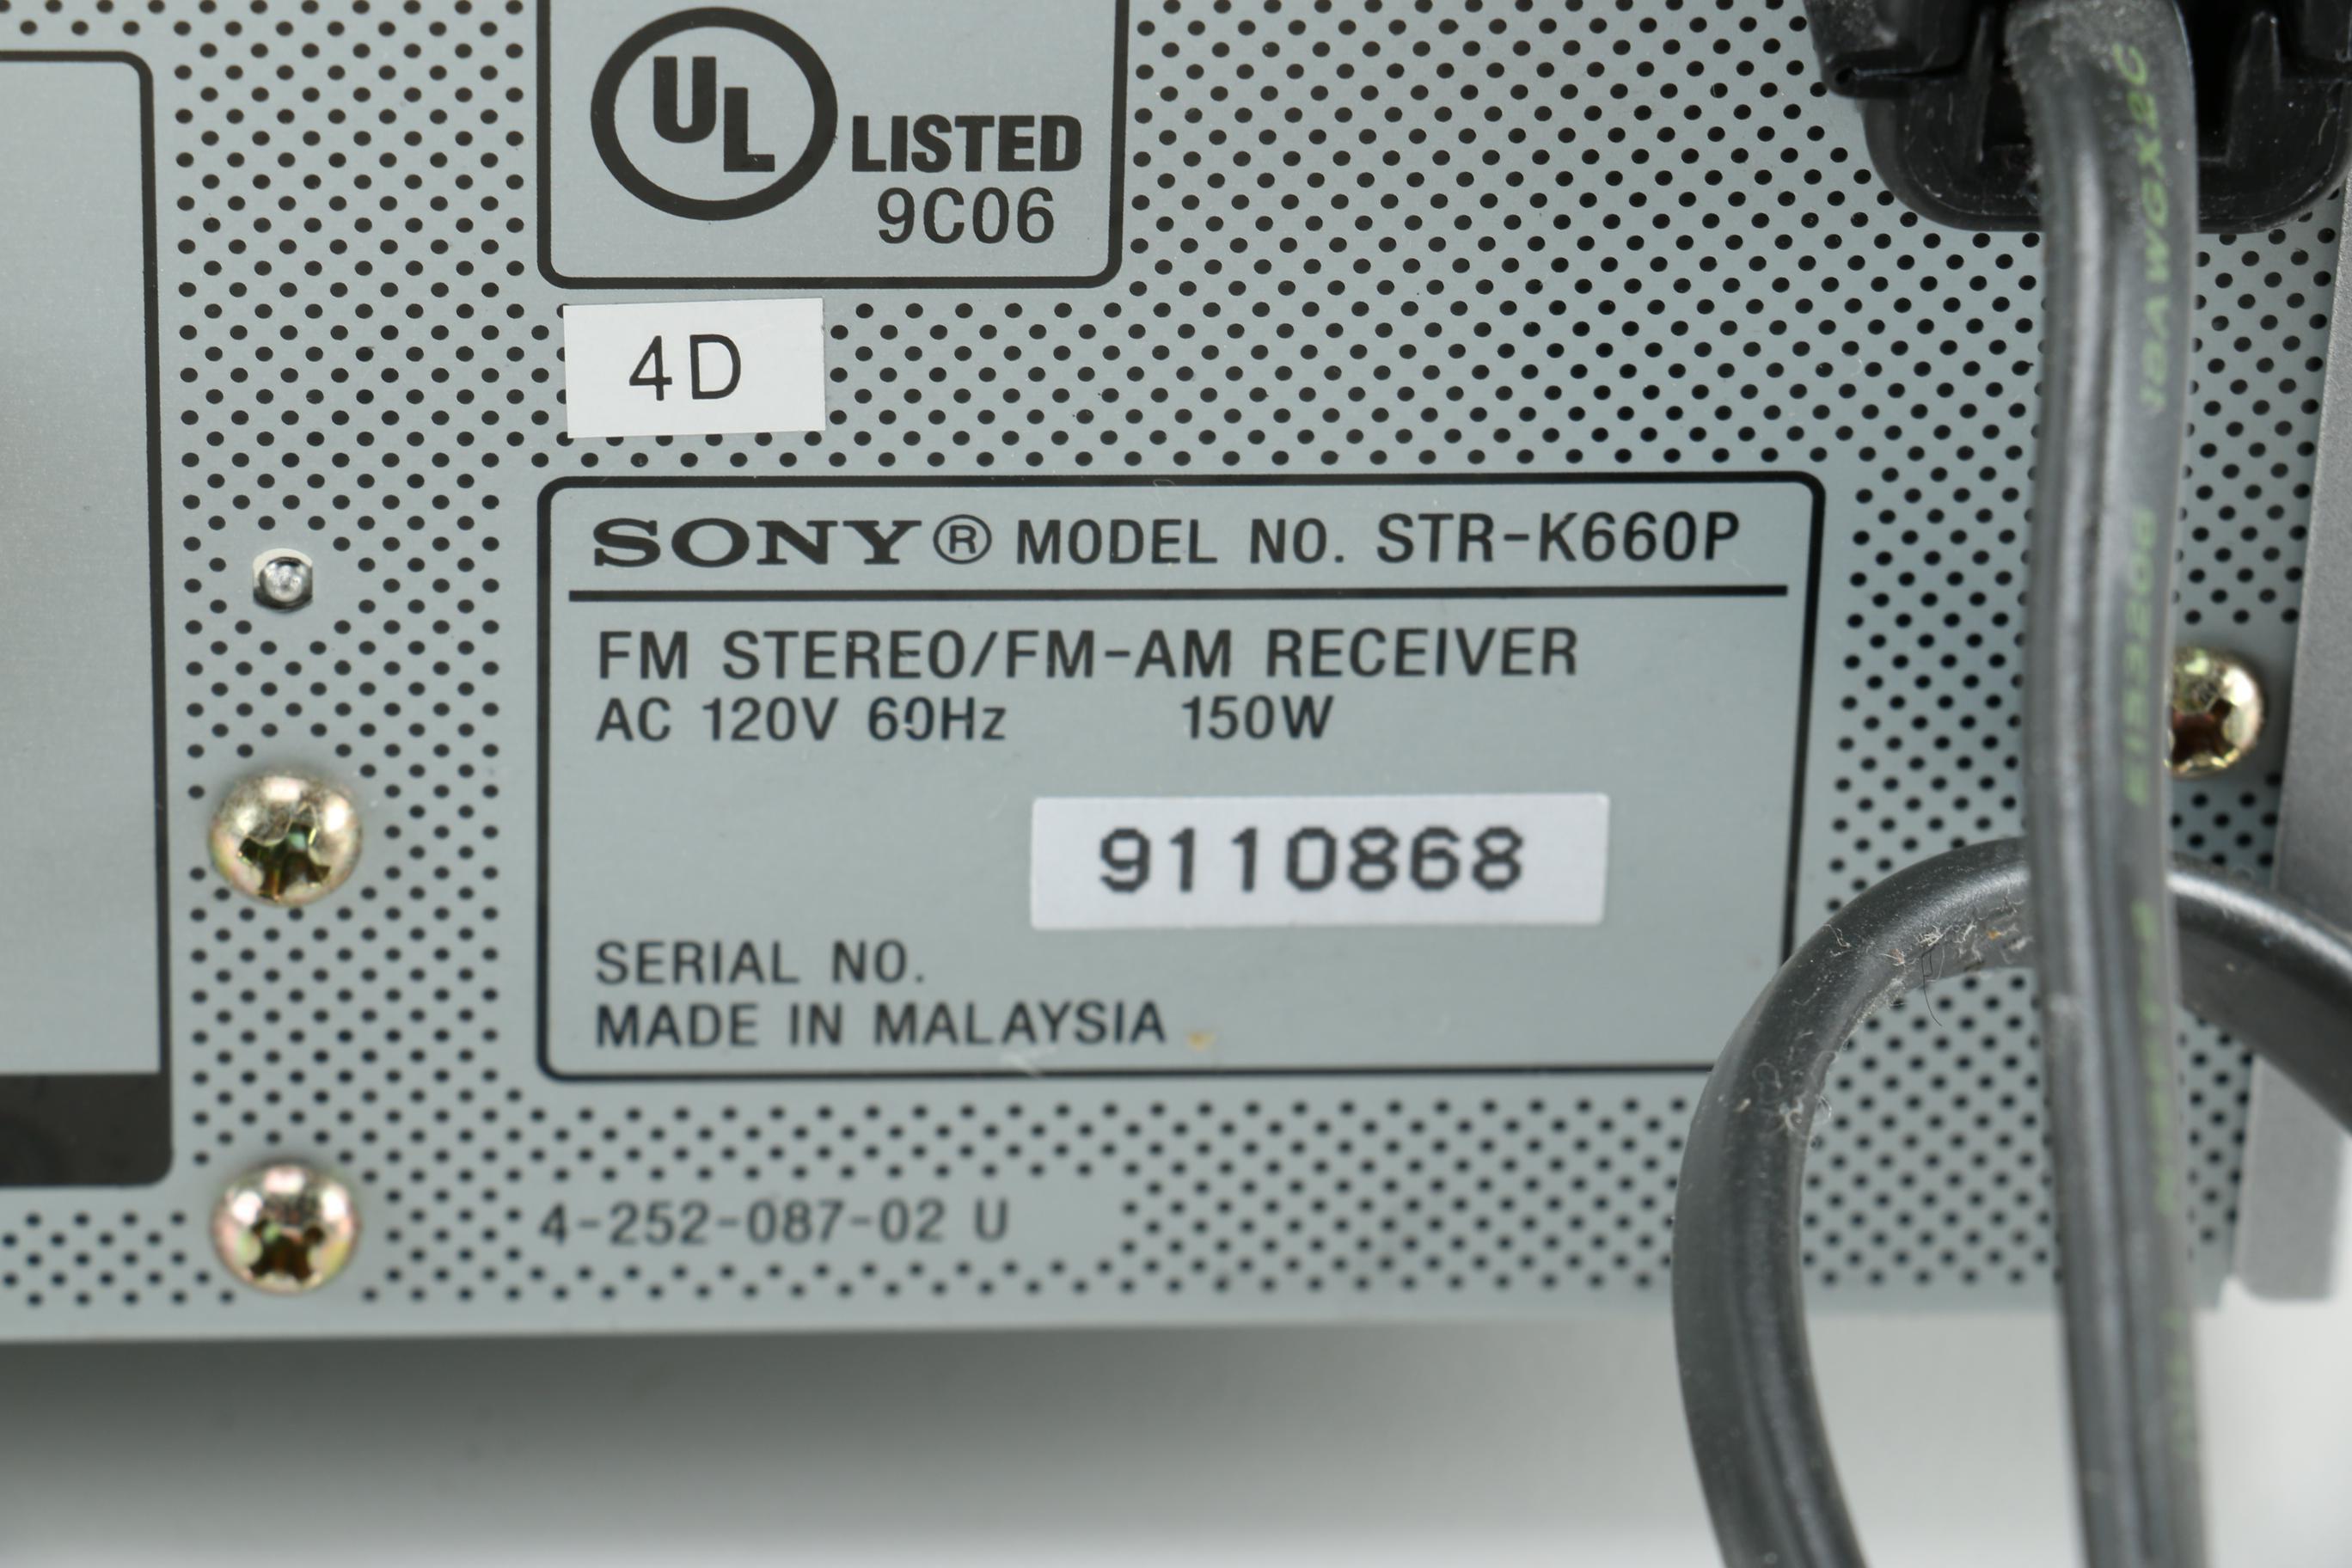 UL LISTED
9C06
4D
SONY® MODEL NO. STR-K660P
FM STEREO/FM-AM RECEIVER
AC 120V 60Hz 150W
9110868
SERIAL NO.
MADE IN MALAYSIA
4-252-087-02 U
18AWGX2C